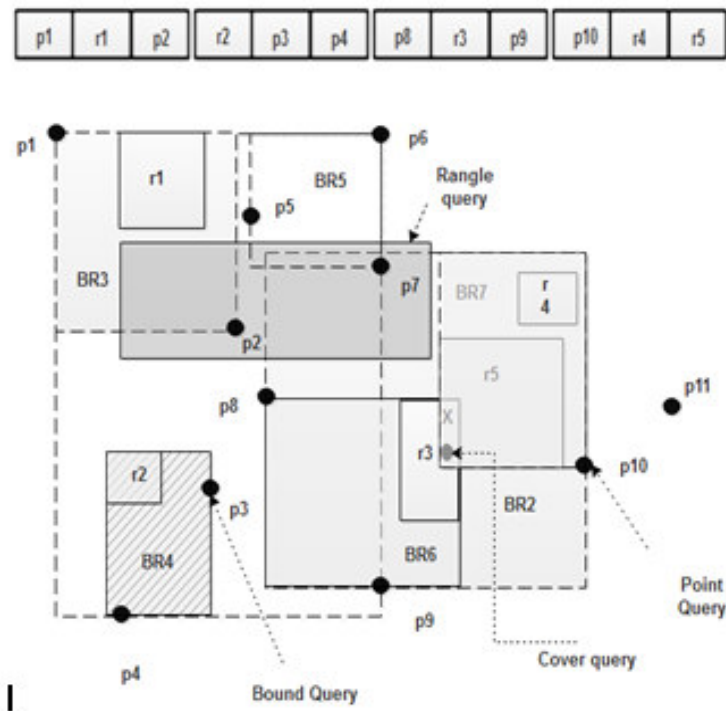 p1 r1 p2 r2 p3 p4 p8 r3 p9 p10 r4 r5
p1
p6
r1
BR5
Rangle
query
p5
BR3
p7
BR7
r
4
p2
r5
p8
X
p11
r3
r2
p10
p3
BR2
BR4
BR6
Point
Query
p9
Cover query
p4
Bound Query